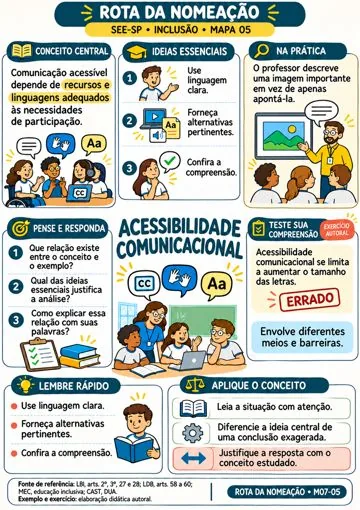 ROTA DA NOMEAÇÃO
SEE-SP • INCLUSÃO • MAPA 05
CONCEITO CENTRAL
Comunicação acessível
depende de recursos e
linguagens adequados
às necessidades
de participação.
Aa
CC
IDEIAS ESSENCIAIS
1
Use
linguagem
clara.
2
Aa
Forneça
alternativas
pertinentes.
3
Confira a
compreensão.
NA PRÁTICA
O professor descreve
uma imagem importante
em vez de apenas
apontá-la.
PENSE E RESPONDA
1
Que relação existe
entre o conceito e
o exemplo?
2
Qual das ideias
essenciais justifica
a análise?
3
Como explicar essa
relação com suas
palavras?
ACESSIBILIDADE
COMUNICACIONAL
CC
Aa
TESTE SUA
COMPREENSÃO
EXERCÍCIO
AUTORAL
Acessibilidade
comunicacional se limita
a aumentar o tamanho
das letras.
ERRADO
Envolve diferentes
meios e barreiras.
LEMBRE RÁPIDO
Use linguagem clara.
Forneça alternativas
pertinentes.
Confira a compreensão.
APLIQUE O CONCEITO
Leia a situação com atenção.
Diferencie a ideia central de
uma conclusão exagerada.
Justifique a resposta com o
conceito estudado.
Fonte de referência: LBI, arts. 2º, 3º, 27 e 28; LDB, arts. 58 a 60;
MEC, educação inclusiva; CAST, DUA.
Exemplo e exercício: elaboração didática autoral.
ROTA DA NOMEAÇÃO • M07-05